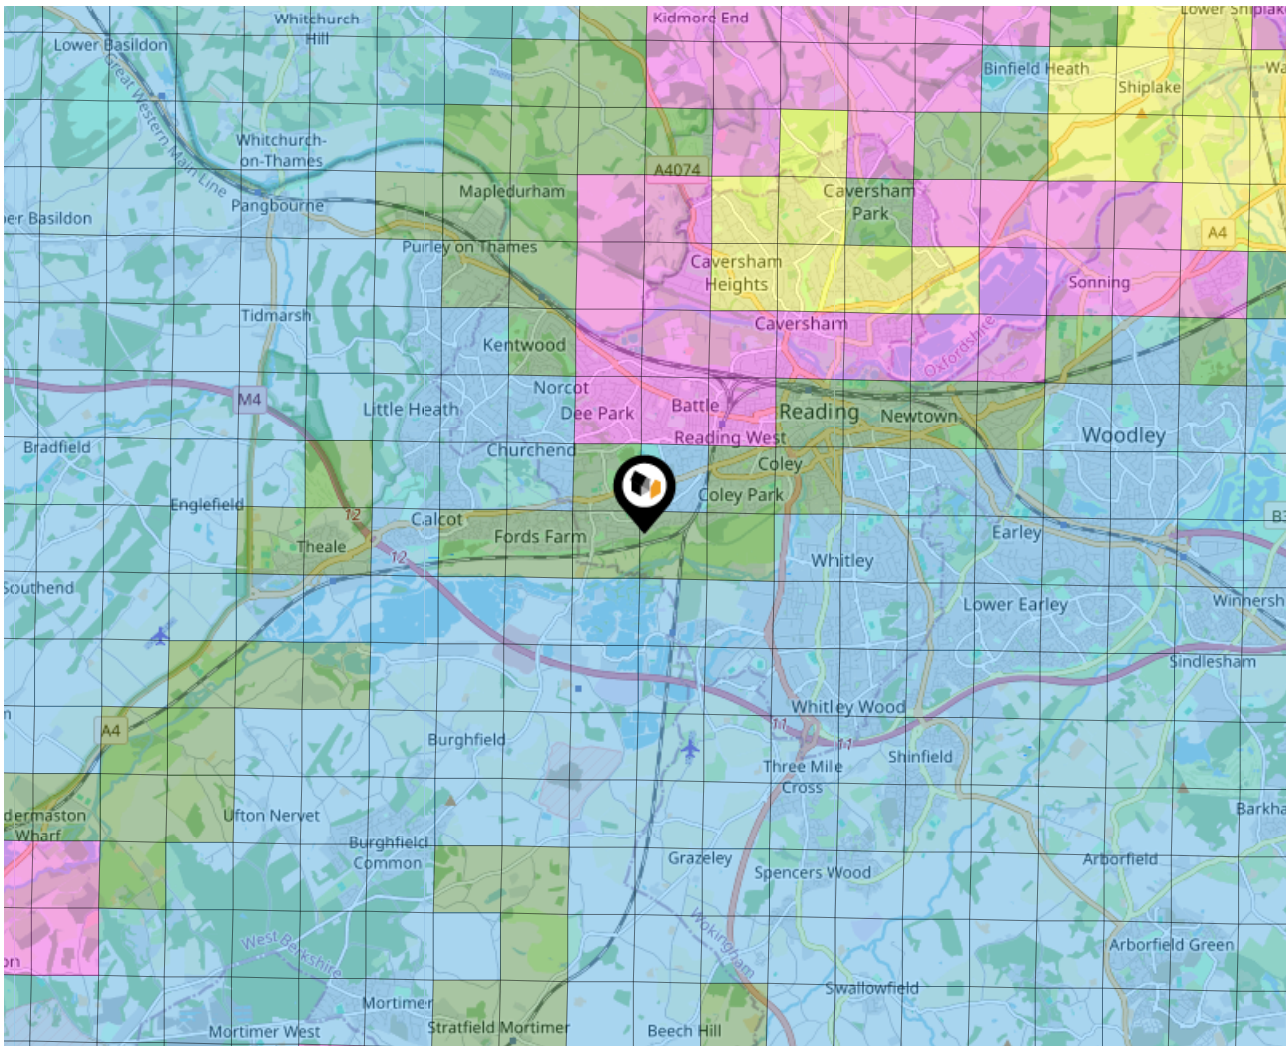 Whitchurch
Hill
Kidmore End
Lower Shiplake
Lower Basildon
Binfield Heath
Wa
Shiplake
Great Western Main Line
Whitchurch-
on-Thames
A4074
Mapledurham
Caversham
Park
Pangbourne
per Basildon
A4
Purley on Thames
Caversham
Heights
Sonning
Tidmarsh
Caversham
Oxfordshire
Kentwood
Norcot
M4
Little Heath
Dee Park
Battle
Reading
Newtown
Bradfield
Churchend
Reading West
Woodley
Coley
Coley Park
Englefield
12
Calcot
B3
Fords Farm
Earley
Theale
12
Whitley
Southend
Lower Earley
Winnersh
Sindlesham
n
Whitley Wood
A4
11
11
Burghfield
Shinfield
Three Mile
Cross
dermaston
Wharf
Ufton Nervet
Barkha
Burghfield
Common
Grazeley
Arborfield
Spencers Wood
West Berkshire
Wokingham
Arborfield Green
on
Swallowfield
Mortimer
Mortimer West
Stratfield Mortimer
Beech Hill